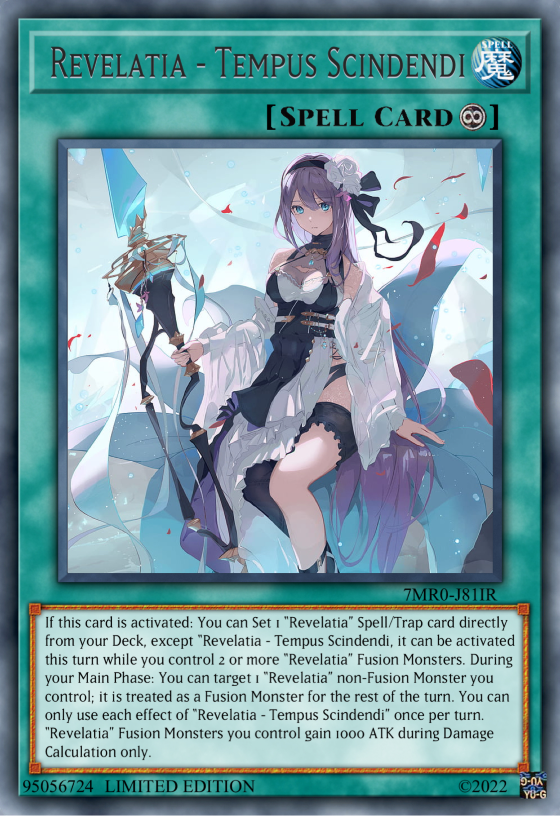 Revelatia - Tempus Scindendi
SPELL
魔
[Spell Card]
7MR0-J81IR
If this card is activated: You can Set 1 "Revelatia" Spell/Trap card directly
from your Deck, except "Revelatia - Tempus Scindendi, it can be activated
this turn while you control 2 or more "Revelatia" Fusion Monsters. During
your Main Phase: You can target 1 "Revelatia" non-Fusion Monster you
control; it is treated as a Fusion Monster for the rest of the turn. You can
only use each effect of "Revelatia - Tempus Scindendi" once per turn.
"Revelatia" Fusion Monsters you control gain 1000 ATK during Damage
Calculation only.
95056724 LIMITED EDITION
©2022
YU-G